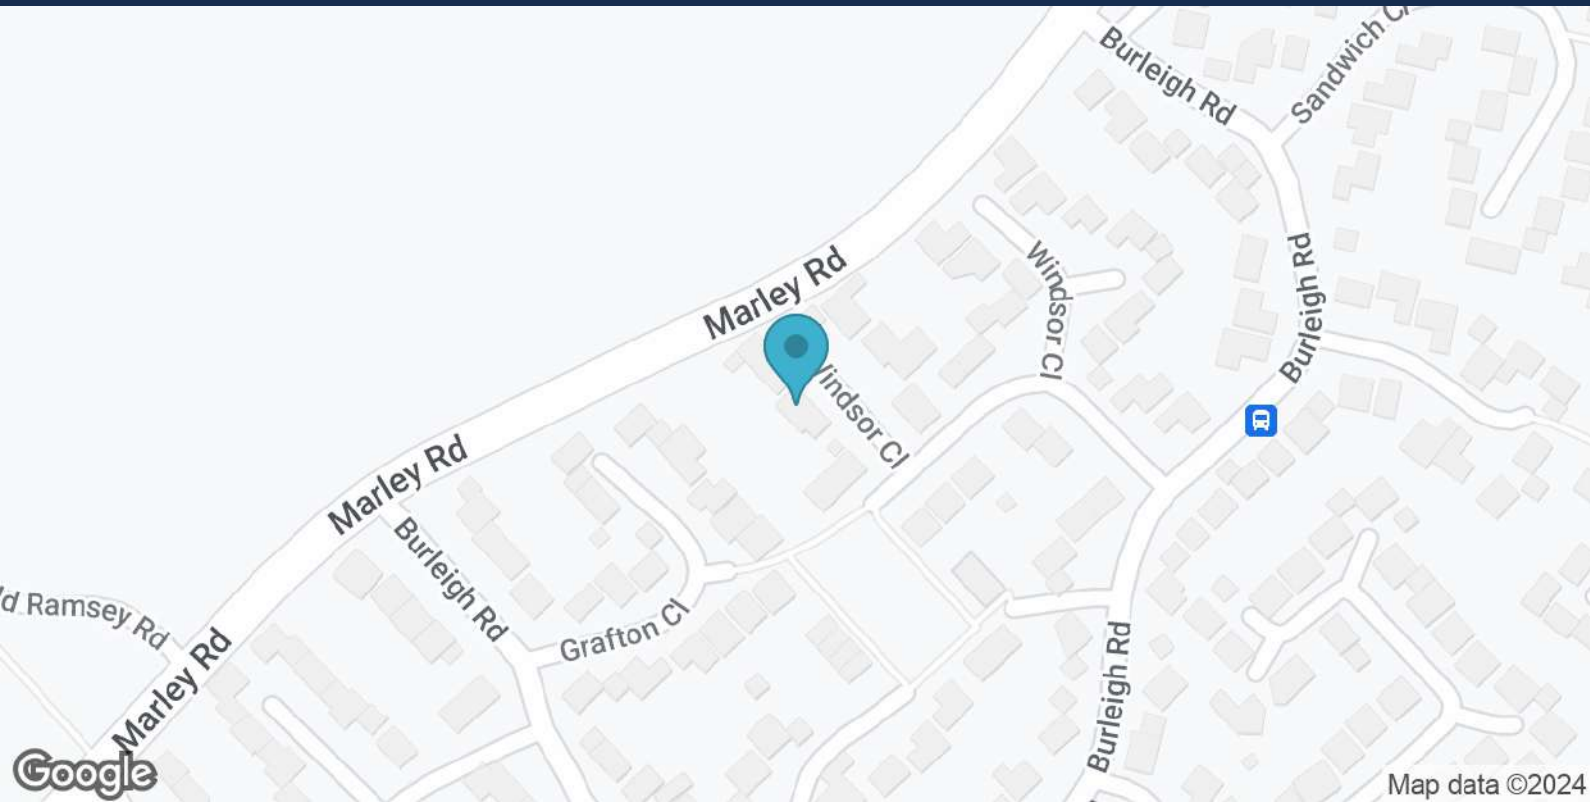 Burleigh Rd
Sandwich Cl
Marley Rd
Windsor Cl
Burleigh Rd
Windsor Cl
Marley Rd
Burleigh Rd
Ramsey Rd
Grafton Cl
Marley Rd
Burleigh Rd
Google
Map data ©2024